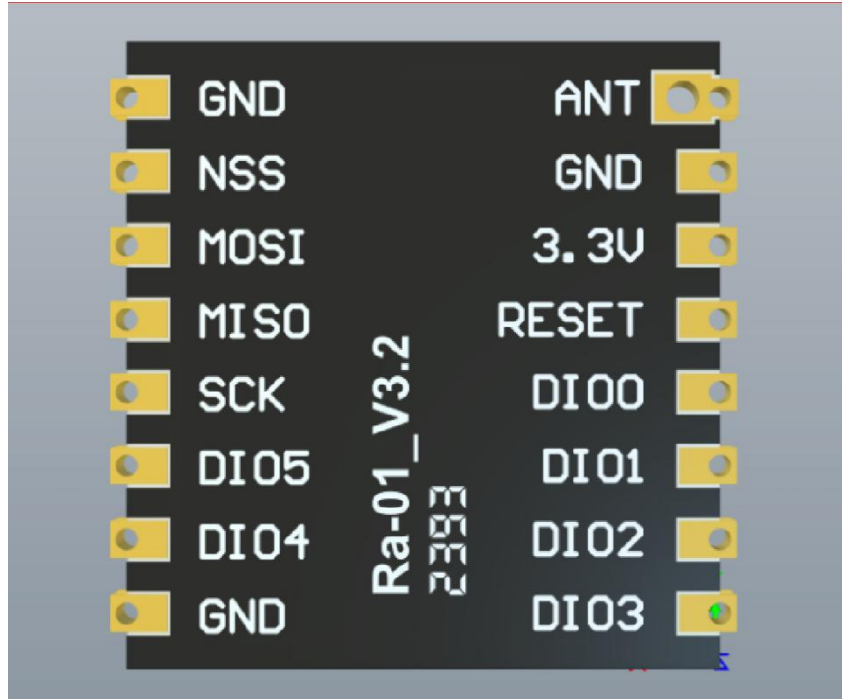 GND ANT
NSS GND
MOSI 3.3V
MISO RESET
SCK DIO0
DIO5 DIO1
DIO4 DIO2
GND DIO3
Ra-01_V3.2
2393